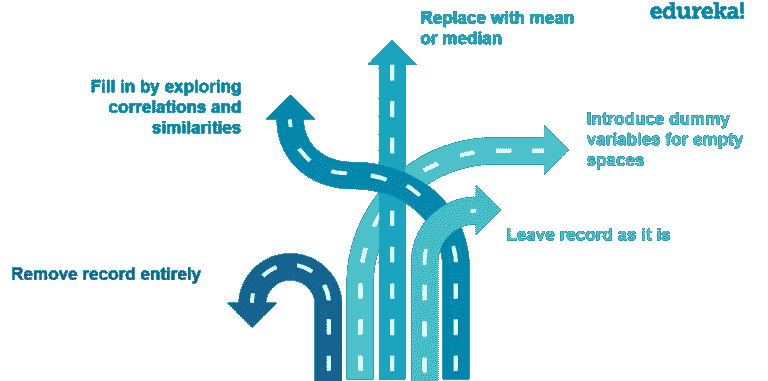 edureka!
Replace with mean
or median
Fill in by exploring
correlations and
similarities
Introduce dummy
variables for empty
spaces
Leave record as it is
Remove record entirely